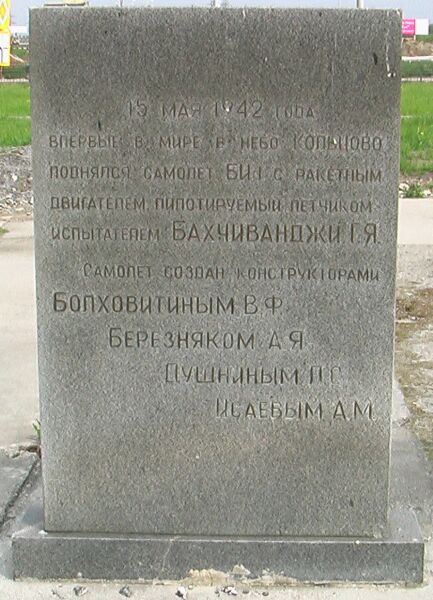 15 МАЯ 1942 ГОДА
ВПЕРВЫЕ В МИРЕ В НЕБО КОЛЬЦОВО
ПОДНЯЛСЯ САМОЛЕТ БИ-1 С РАКЕТНЫМ
ДВИГАТЕЛЕМ ПИЛОТИРУЕМЫЙ ЛЕТЧИКОМ
ИСПЫТАТЕЛЕМ БАХЧИВАНДЖИ Г.Я.
САМОЛЕТ СОЗДАН КОНСТРУКТОРАМИ
БОЛХОВИТИНЫМ В.Ф.
БЕРЕЗНЯКОМ А.Я.
ДУШКИНЫМ Л.С.
ИСАЕВЫМ А.М.